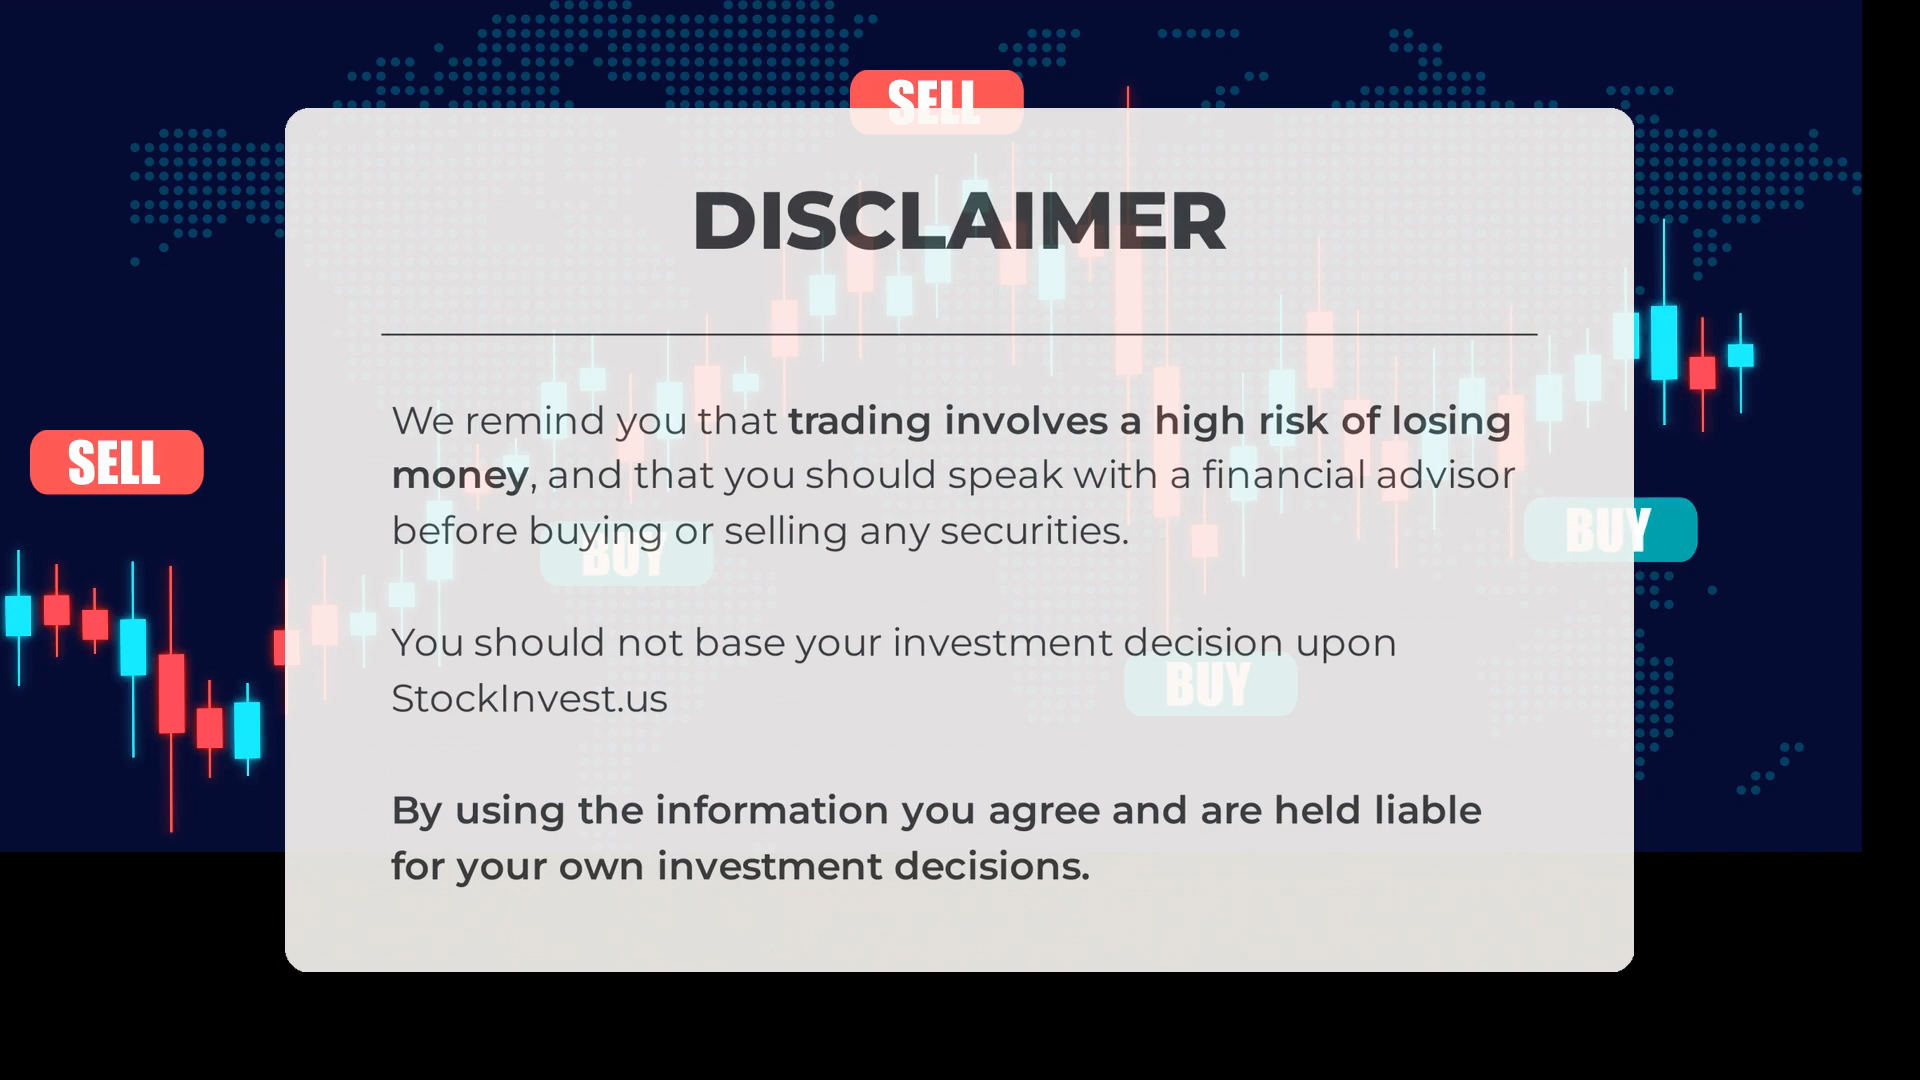 SELL
DISCLAIMER
We remind you that trading involves a high risk of losing
money, and that you should speak with a financial advisor
before buying or selling any securities.
SELL
BUY
BUY
You should not base your investment decision upon
StockInvest.us
BUY
By using the information you agree and are held liable
for your own investment decisions.